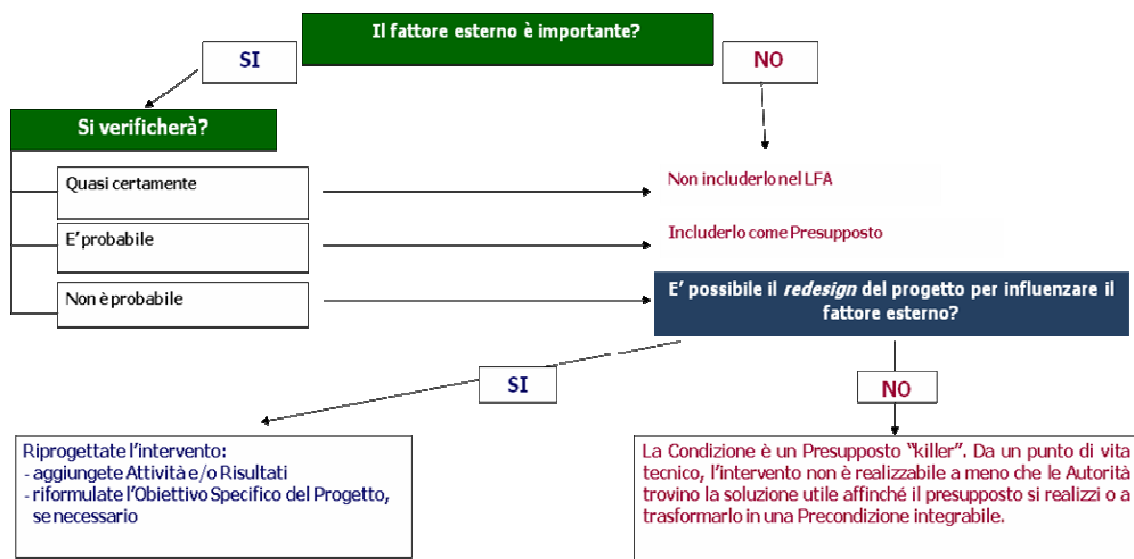 Il fattore esterno è importante?
SI
NO
Si verificherà?
Quasi certamente
Non includerlo nel LFA
E' probabile
Includerlo come Presupposto
Non è probabile
E' possibile il redesign del progetto per influenzare il
fattore esterno?
SI
NO
Riprogettate l'intervento:
- aggiungete Attività e/o Risultati
- riformulate l'Obiettivo Specifico del Progetto,
se necessario
La Condizione è un Presupposto "killer". Da un punto di vita
tecnico, l'intervento non è realizzabile a meno che le Autorità
trovino la soluzione utile affinché il presupposto si realizzi o a
trasformarlo in una Precondizione integrabile.